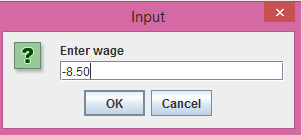 Input
x
?
Enter wage
-8.50
OK Cancel